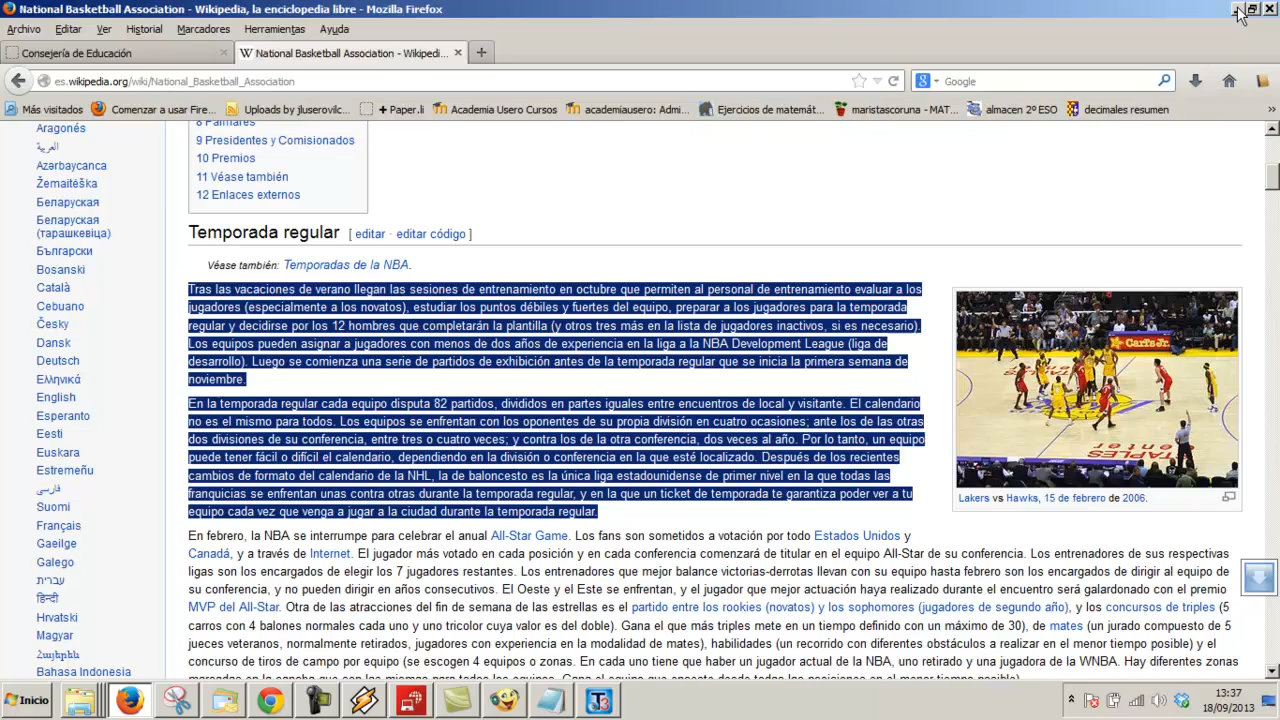 National Basketball Association - Wikipedia, la enciclopedia libre - Mozilla Firefox
Archivo Editar Ver Historial Marcadores Herramientas Ayuda
Consejería de Educación National Basketball Association - Wikipedi...
es.wikipedia.org/wiki/National_Basketball_Association Google
Más visitados Comenzar a usar Fire... Uploads by jluserovilc... + Paper.li Academia Usero Cursos academiausero: Admi... Ejercicios de matemát... maristascoruna - MAT... almacen 2º ESO decimales resumen »
Aragonés
العربية
Azərbaycanca
Žemaitėška
Беларуская
Беларуская
(тарашкевіца)
Български
Bosanski
Català
Cebuano
Česky
Dansk
Deutsch
Ελληνικά
English
Esperanto
Eesti
Euskara
Estremeñu
فارسی
Suomi
Français
Gaeilge
Galego
עברית
हिन्दी
Hrvatski
Magyar
Հայերեն
Bahasa Indonesia
8 Palmarés
9 Presidentes y Comisionados
10 Premios
11 Véase también
12 Enlaces externos
Temporada regular [ editar · editar código ]
Véase también: Temporadas de la NBA.
Tras las vacaciones de verano llegan las sesiones de entrenamiento en octubre que permiten al personal de entrenamiento evaluar a los
jugadores (especialmente a los novatos), estudiar los puntos débiles y fuertes del equipo, preparar a los jugadores para la temporada
regular y decidirse por los 12 hombres que completarán la plantilla (y otros tres más en la lista de jugadores inactivos, si es necesario).
Los equipos pueden asignar a jugadores con menos de dos años de experiencia en la liga a la NBA Development League (liga de
desarrollo). Luego se comienza una serie de partidos de exhibición antes de la temporada regular que se inicia la primera semana de
noviembre.
En la temporada regular cada equipo disputa 82 partidos, divididos en partes iguales entre encuentros de local y visitante. El calendario
no es el mismo para todos. Los equipos se enfrentan con los oponentes de su propia división en cuatro ocasiones; ante los de las otras
dos divisiones de su conferencia, entre tres o cuatro veces; y contra los de la otra conferencia, dos veces al año. Por lo tanto, un equipo
puede tener fácil o difícil el calendario, dependiendo en la división o conferencia en la que esté localizado. Después de los recientes
cambios de formato del calendario de la NHL, la de baloncesto es la única liga estadounidense de primer nivel en la que todas las
franquicias se enfrentan unas contra otras durante la temporada regular, y en la que un ticket de temporada te garantiza poder ver a tu
equipo cada vez que venga a jugar a la ciudad durante la temporada regular.
Carl's Jr.
STAPLES
Center
Lakers vs Hawks, 15 de febrero de 2006.
En febrero, la NBA se interrumpe para celebrar el anual All-Star Game. Los fans son sometidos a votación por todo Estados Unidos y
Canadá, y a través de Internet. El jugador más votado en cada posición y en cada conferencia comenzará de titular en el equipo All-Star de su conferencia. Los entrenadores de sus respectivas
ligas son los encargados de elegir los 7 jugadores restantes. Los entrenadores que mejor balance victorias-derrotas lleven con su equipo hasta febrero son los encargados de dirigir al equipo de
su conferencia, y no pueden dirigir en años consecutivos. El Oeste y el Este se enfrentan, y el jugador que mejor actuación haya realizado durante el encuentro será galardonado con el premio
MVP del All-Star. Otra de las atracciones del fin de semana de las estrellas es el partido entre los rookies (novatos) y los sophomores (jugadores de segundo año), y los concursos de triples (5
carros con 4 balones normales cada uno y uno tricolor cuya valor es del doble). Gana el que más triples mete en un tiempo definido con un máximo de 30), de mates (un jurado compuesto de 5
jueces veteranos, normalmente retirados, jugadores con experiencia en la modalidad de mates), habilidades (un recorrido con diferentes obstáculos a realizar en el menor tiempo posible) y el
concurso de tiros de campo por equipo (se escogen 4 equipos o zonas. En cada uno tiene que haber un jugador actual de la NBA, uno retirado y una jugadora de la WNBA. Hay diferentes zonas
Inicio
13:37
18/09/2013